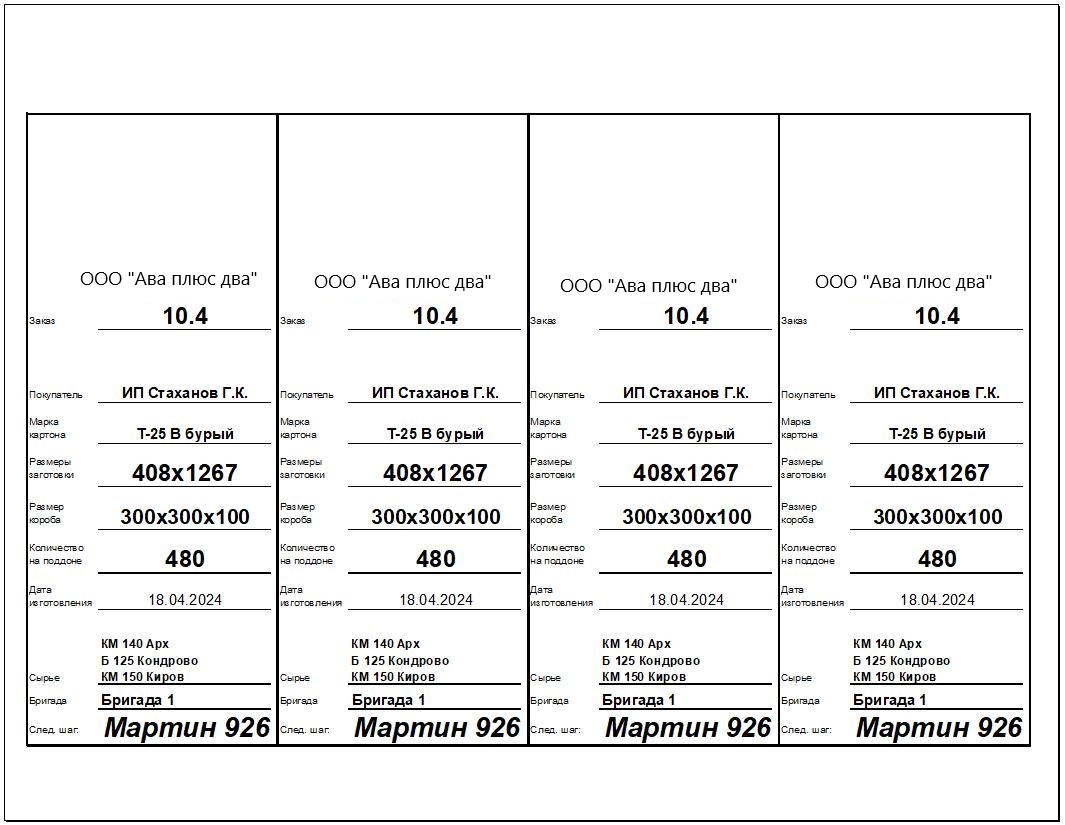 ООО "Ава плюс два"
Заказ 10.4
Покупатель ИП Стаханов Г.К.
Марка
картона Т-25 В бурый
Размеры
заготовки 408х1267
Размер
короба 300х300х100
Количество
на поддоне 480
Дата
изготовления 18.04.2024
КМ 140 Арх
Б 125 Кондрово
Сырье КМ 150 Киров
Бригада Бригада 1
След. шаг: Мартин 926
ООО "Ава плюс два"
Заказ 10.4
Покупатель ИП Стаханов Г.К.
Марка
картона Т-25 В бурый
Размеры
заготовки 408х1267
Размер
короба 300х300х100
Количество
на поддоне 480
Дата
изготовления 18.04.2024
КМ 140 Арх
Б 125 Кондрово
Сырье КМ 150 Киров
Бригада Бригада 1
След. шаг: Мартин 926
ООО "Ава плюс два"
Заказ 10.4
Покупатель ИП Стаханов Г.К.
Марка
картона Т-25 В бурый
Размеры
заготовки 408х1267
Размер
короба 300х300х100
Количество
на поддоне 480
Дата
изготовления 18.04.2024
КМ 140 Арх
Б 125 Кондрово
Сырье КМ 150 Киров
Бригада Бригада 1
След. шаг: Мартин 926
ООО "Ава плюс два"
Заказ 10.4
Покупатель ИП Стаханов Г.К.
Марка
картона Т-25 В бурый
Размеры
заготовки 408х1267
Размер
короба 300х300х100
Количество
на поддоне 480
Дата
изготовления 18.04.2024
КМ 140 Арх
Б 125 Кондрово
Сырье КМ 150 Киров
Бригада Бригада 1
След. шаг: Мартин 926